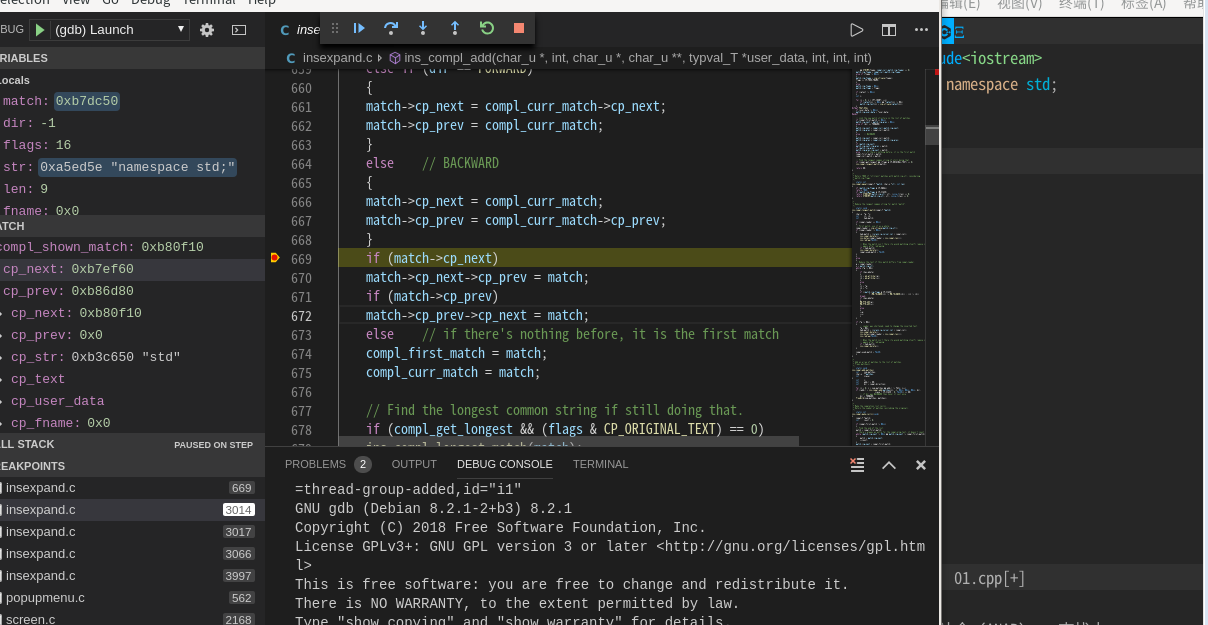 View Go Debug Terminal Help
BUG (gdb) Launch
RIABLES
ocals
match: 0xb7dc50
dir: -1
flags: 16
str: 0xa5ed5e "namespace std;"
len: 9
fname: 0x0
ATCH
compl_shown_match: 0xb80f10
cp_next: 0xb7ef60
cp_prev: 0xb86d80
cp_next: 0xb80f10
cp_prev: 0x0
cp_str: 0xb3c650 "std"
cp_text
cp_user_data
cp_fname: 0x0
LL STACK PAUSED ON STEP
REAKPOINTS
insexpand.c 669
insexpand.c 3014
insexpand.c 3017
insexpand.c 3066
insexpand.c 3997
popupmenu.c 562
screen.c 2168
C inse
C insexpand.c ins_compl_add(char_u *, int, char_u *, char_u **, typval_T *user_data, int, int, int)
659 else if (dir == FORWARD)
660 {
661 match->cp_next = compl_curr_match->cp_next;
662 match->cp_prev = compl_curr_match;
663 }
664 else // BACKWARD
665 {
666 match->cp_next = compl_curr_match;
667 match->cp_prev = compl_curr_match->cp_prev;
668 }
669 if (match->cp_next)
670 match->cp_next->cp_prev = match;
671 if (match->cp_prev)
672 match->cp_prev->cp_next = match;
673 else // if there's nothing before, it is the first match
674 compl_first_match = match;
675 compl_curr_match = match;
676
677 // Find the longest common string if still doing that.
678 if (compl_get_longest && (flags & CP_ORIGINAL_TEXT) == 0)
679 ins_compl_longest_match(match);
PROBLEMS 2 OUTPUT DEBUG CONSOLE TERMINAL
=thread-group-added,id="i1"
GNU gdb (Debian 8.2.1-2+b3) 8.2.1
Copyright (C) 2018 Free Software Foundation, Inc.
License GPLv3+: GNU GPL version 3 or later <http://gnu.org/licenses/gpl.htm
l>
This is free software: you are free to change and redistribute it.
There is NO WARRANTY, to the extent permitted by law.
Type "show copying" and "show warranty" for details.
编辑(E) 视图(V) 终端(T) 标签(A) 帮助
ude<iostream>
namespace std;
01.cpp[+]